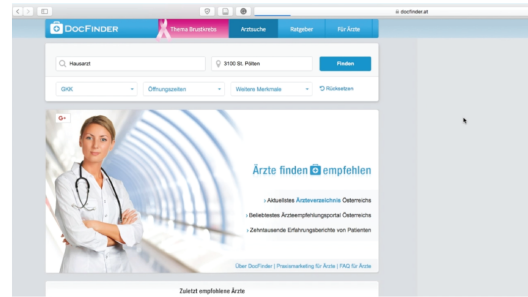 docfinder.at
DOCFINDER
Thema Brustkrebs
Arztsuche
Ratgeber
Für Ärzte
Hausarzt
3100 St. Pölten
Finden
GKK
Öffnungszeiten
Weitere Merkmale
Rücksetzen
G+
Ärzte finden empfehlen
› Aktuellstes Ärzteverzeichnis Österreichs
› Beliebtestes Ärzteempfehlungsportal Österreichs
› Zehntausende Erfahrungsberichte von Patienten
Über DocFinder | Praxismarketing für Ärzte | FAQ für Ärzte
Zuletzt empfohlene Ärzte